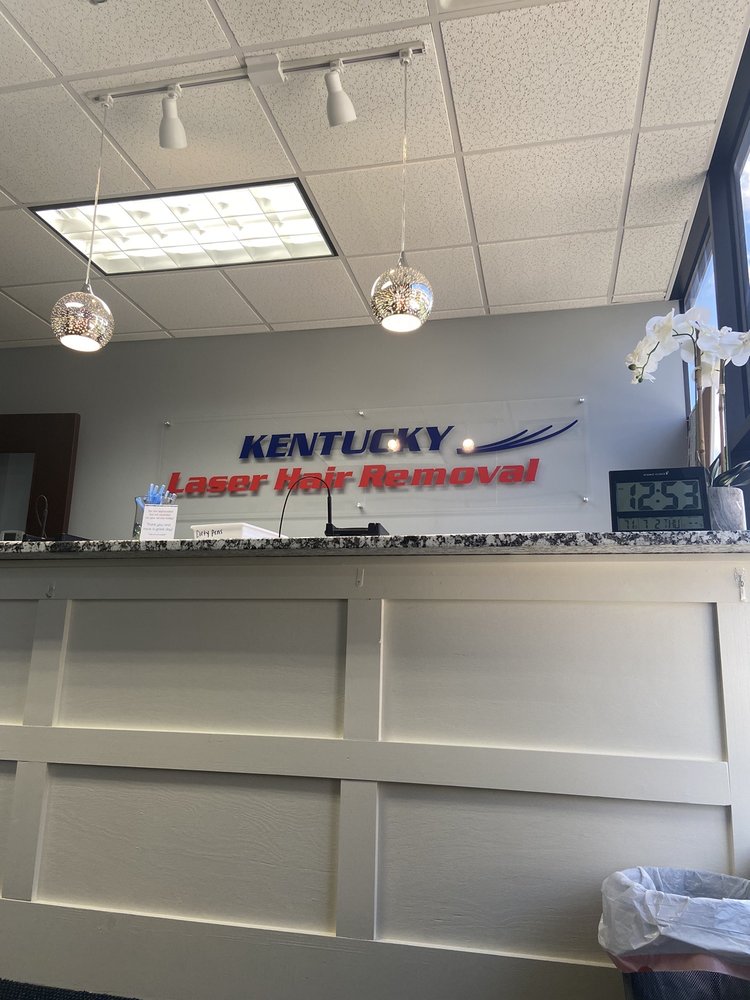 KENTUCKY
Laser Hair Removal
Dirty Pens
12:53